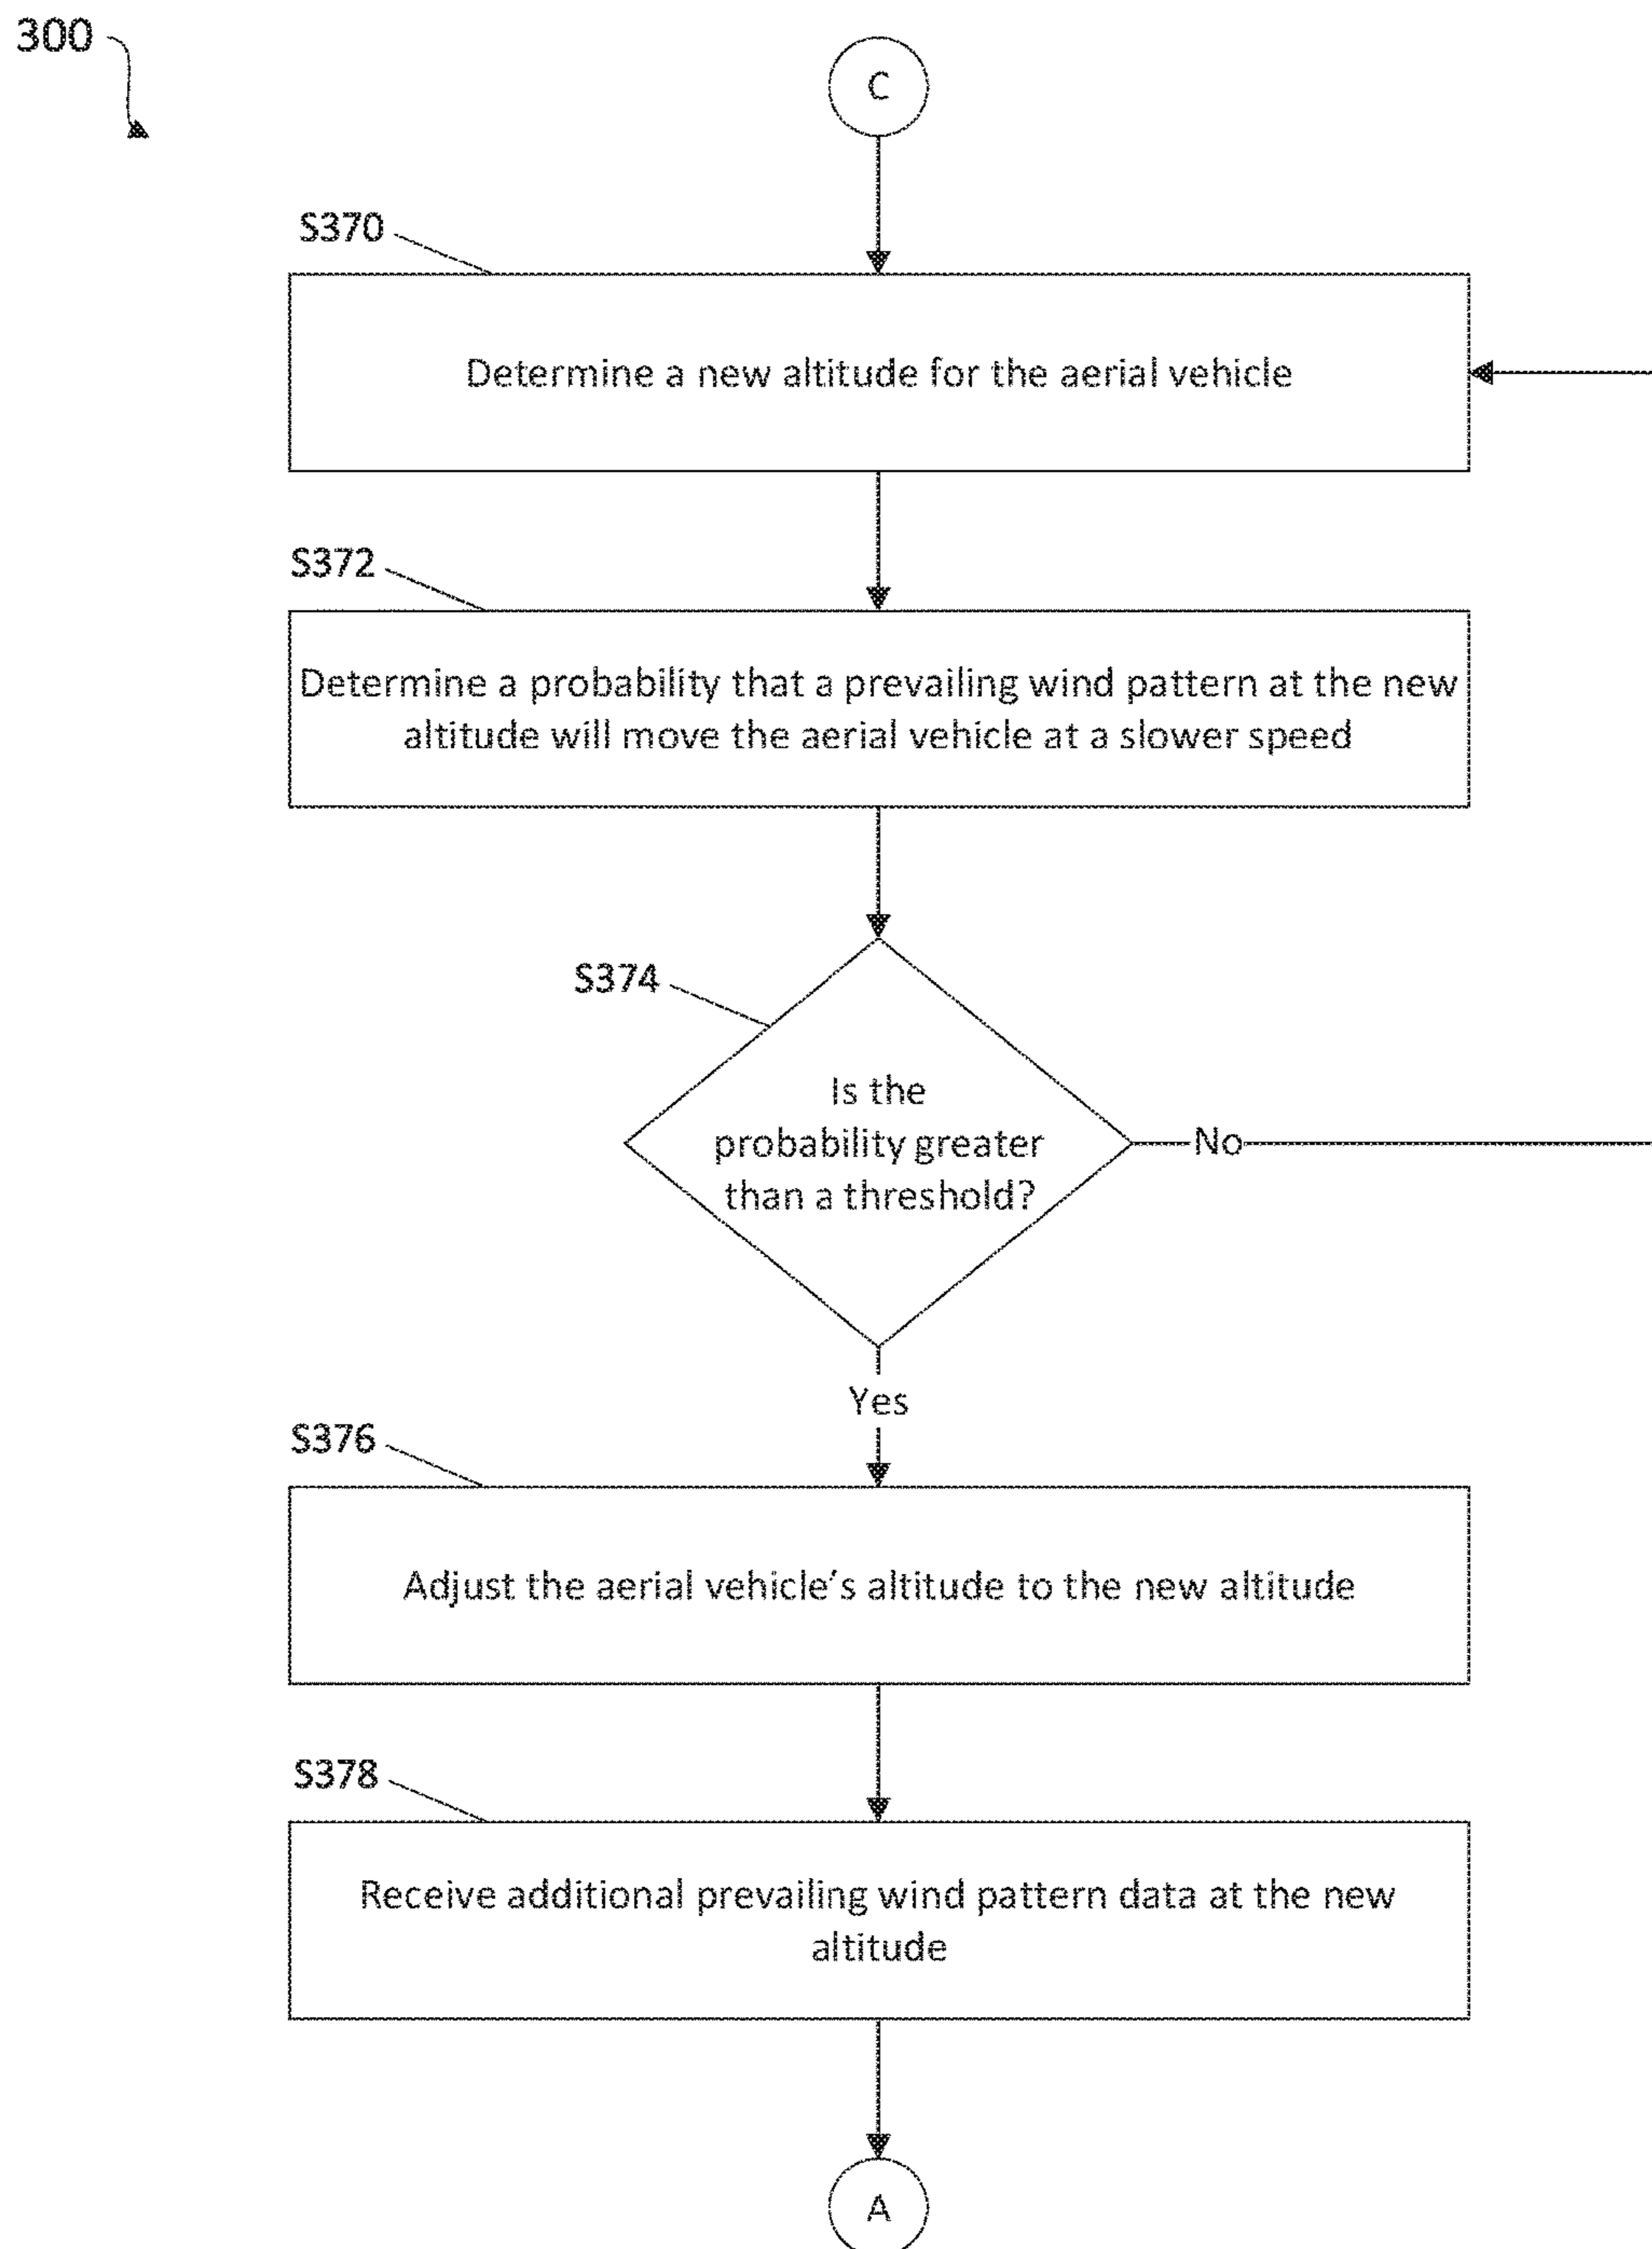 300
C
S370
Determine a new altitude for the aerial vehicle
S372
Determine a probability that a prevailing wind pattern at the new
altitude will move the aerial vehicle at a slower speed
S374
Is the
probability greater
than a threshold?
No
Yes
S376
Adjust the aerial vehicle's altitude to the new altitude
S378
Receive additional prevailing wind pattern data at the new
altitude
A